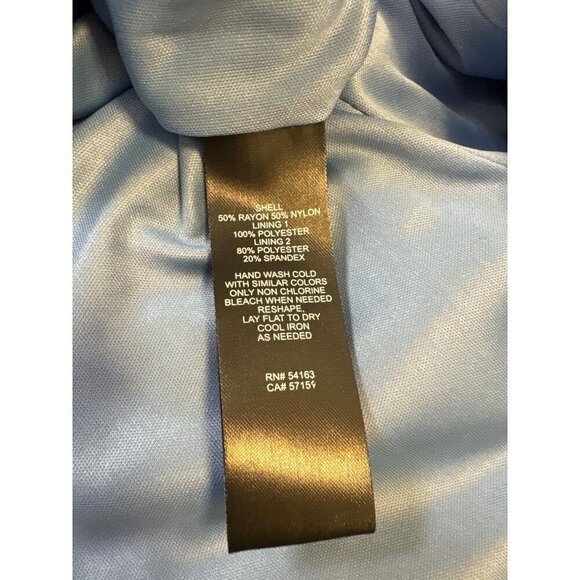 SHELL
50% RAYON 50% NYLON
LINING 1
100% POLYESTER
LINING 2
80% POLYESTER
20% SPANDEX
HAND WASH COLD
WITH SIMILAR COLORS
ONLY NON CHLORINE
BLEACH WHEN NEEDED
RESHAPE,
LAY FLAT TO DRY
COOL IRON
AS NEEDED
RN# 54163
CA# 57159